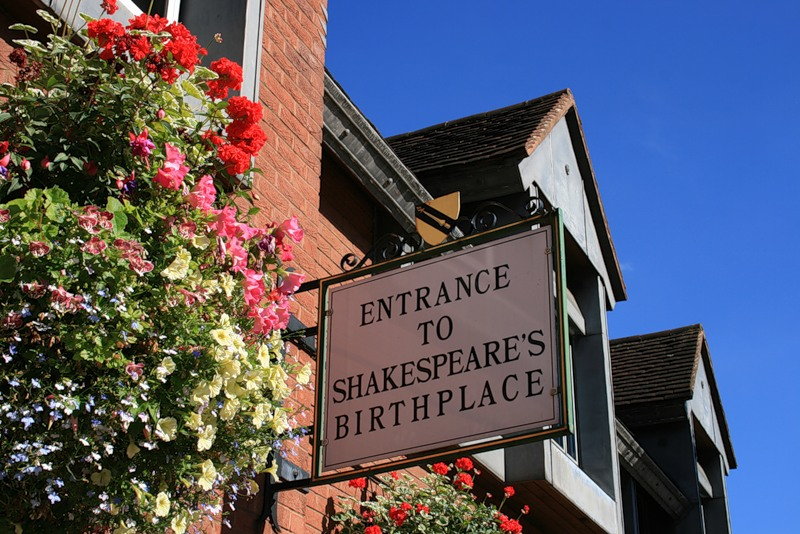 ENTRANCE
TO
SHAKESPEARE'S
BIRTHPLACE